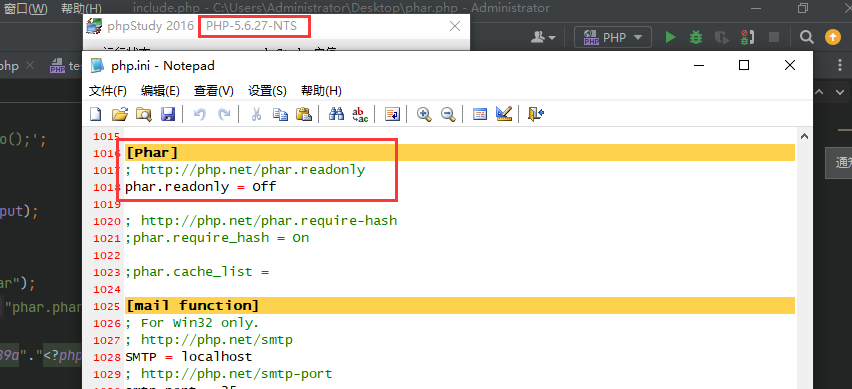 窗口(W) 帮助(H) include.php - C:\Users\Administrator\Desktop\phar.php - Administrator
phpStudy 2016 PHP-5.6.27-NTS
PHP
php
te
php.ini - Notepad
文件(F) 编辑(E) 查看(V) 设置(S) 帮助(H)
1015
1016 [Phar]
1017 ; http://php.net/phar.readonly
1018 phar.readonly = Off
1019
1020 ; http://php.net/phar.require-hash
1021 ;phar.require_hash = On
1022
1023 ;phar.cache_list =
1024
1025 [mail function]
1026 ; For Win32 only.
1027 ; http://php.net/smtp
1028 SMTP = localhost
1029 ; http://php.net/smtp-port
o();';
put);
ar");
"phar.phar
9a"."<?php
通知